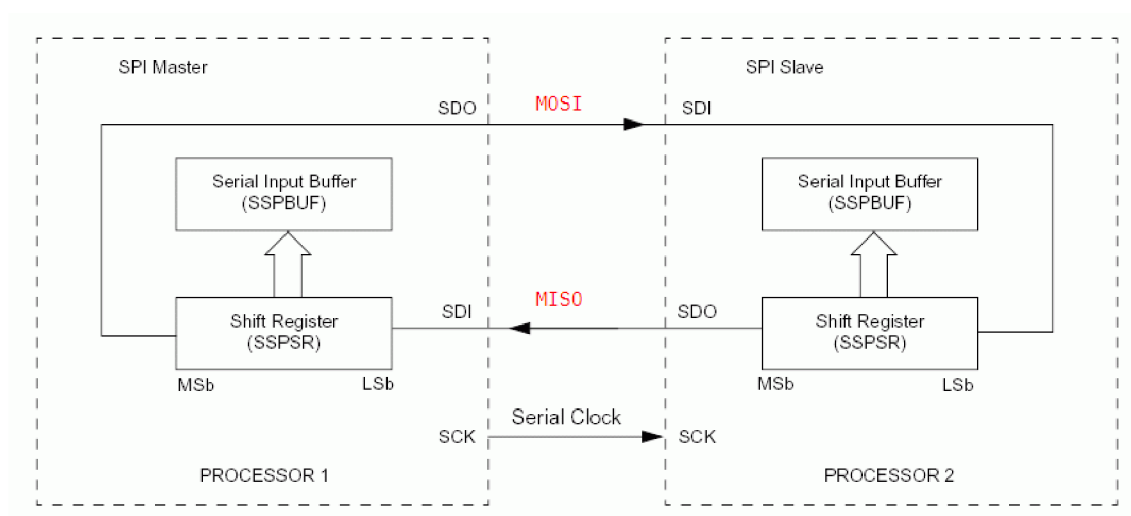 SPI Master
SPI Slave
SDO
MOSI
SDI
Serial Input Buffer
(SSPBUF)
Serial Input Buffer
(SSPBUF)
SDI
MISO
SDO
Shift Register
(SSPSR)
Shift Register
(SSPSR)
MSb
LSb
MSb
LSb
SCK
Serial Clock
SCK
PROCESSOR 1
PROCESSOR 2